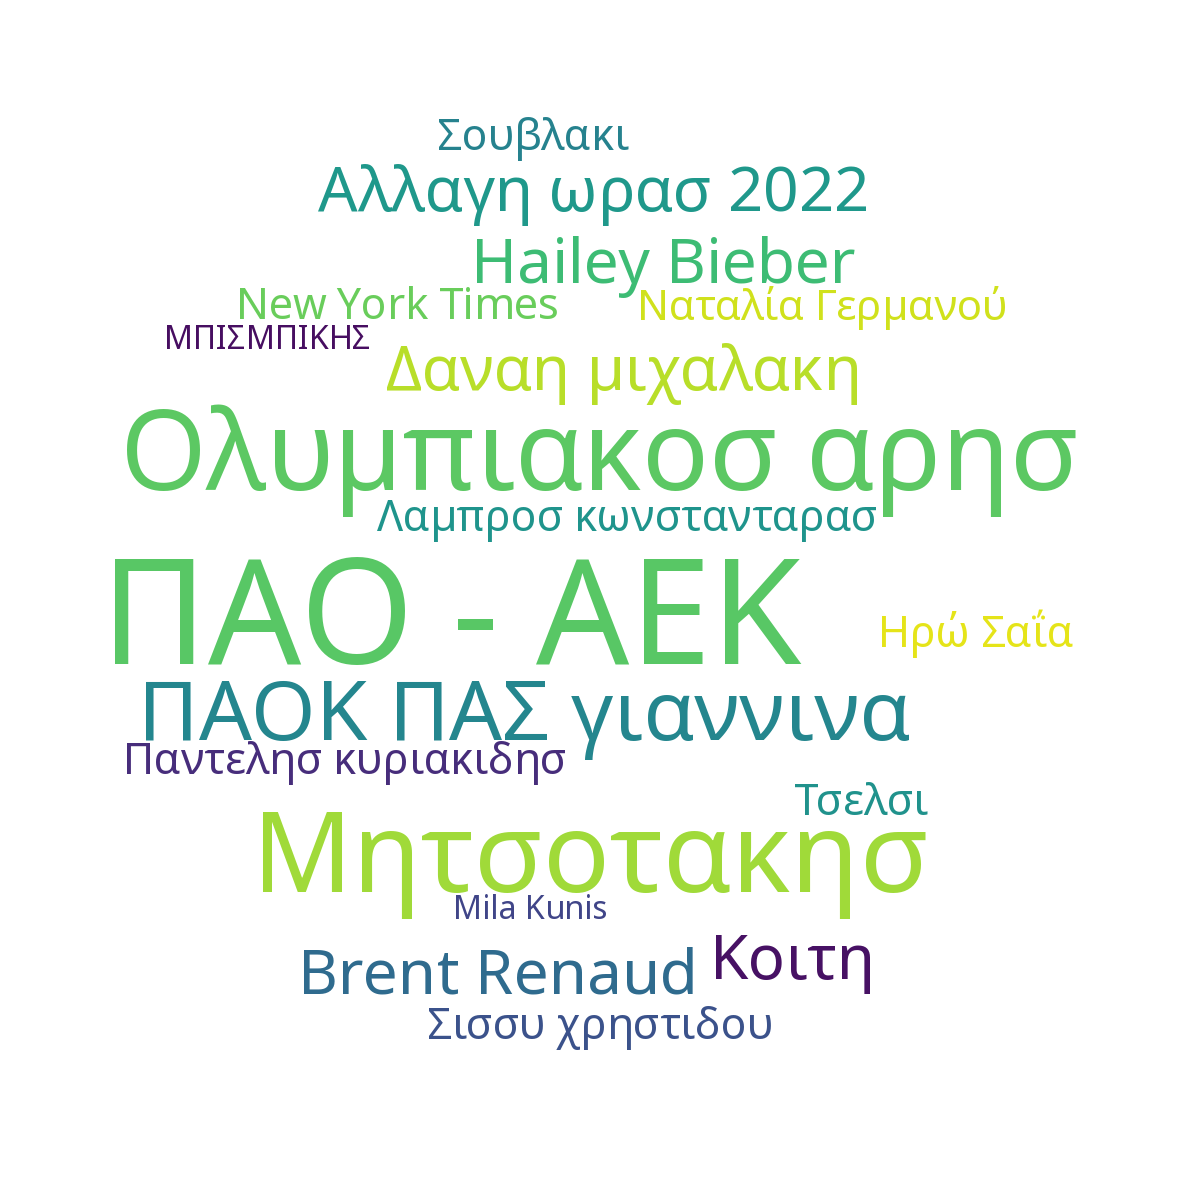 Σουβλακι
Αλλαγη ωρασ 2022
Hailey Bieber
New York Times
Ναταλία Γερμανού
ΜΠΙΣΜΠΙΚΗΣ
Δαναη μιχαλακη
Ολυμπιακοσ αρησ
Λαμπροσ κωνσταντarασ
ΠΑΟ - ΑΕΚ
Ηρώ Σαΐα
ΠΑΟΚ ΠΑΣ γιαννινα
Παντελησ κυριακιδησ
Τσελσι
Μητσοτακησ
Mila Kunis
Κοιτη
Brent Renaud
Σισσυ χρηστιδου